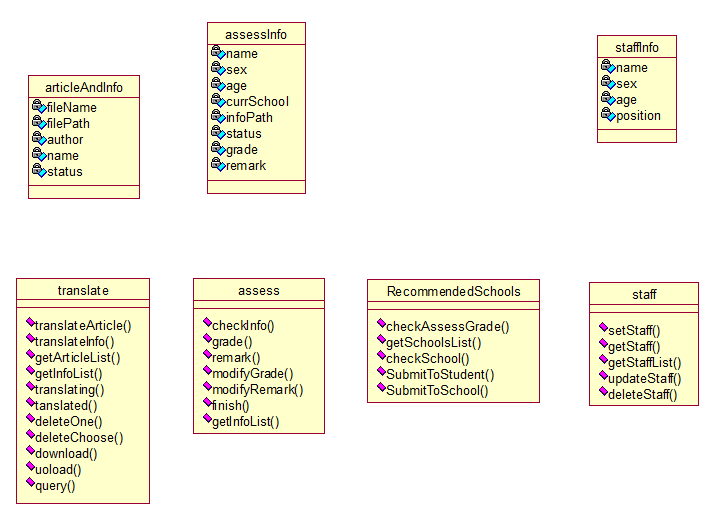 articleAndInfo
fileName
filePath
author
name
status
assessInfo
name
sex
age
currSchool
infoPath
status
grade
remark
staffInfo
name
sex
age
position
translate
translateArticle()
translateInfo()
getArticleList()
getInfoList()
translating()
tanslated()
deleteOne()
deleteChoose()
download()
uoload()
query()
assess
checkInfo()
grade()
remark()
modifyGrade()
modifyRemark()
finish()
getInfoList()
RecommendedSchools
checkAssessGrade()
getSchoolsList()
checkSchool()
SubmitToStudent()
SubmitToSchool()
staff
setStaff()
getStaff()
getStaffList()
updateStaff()
deleteStaff()